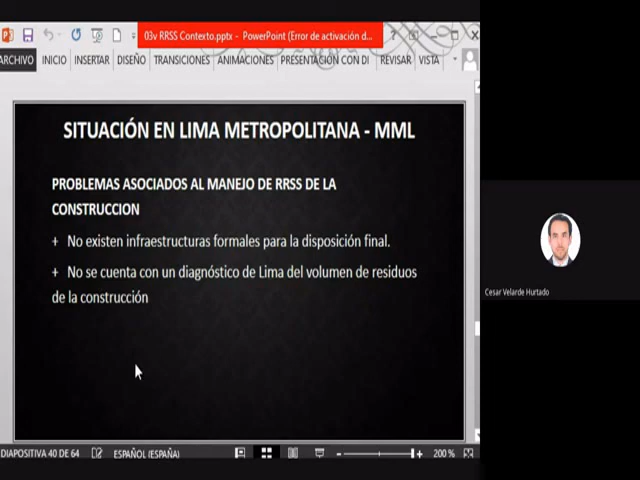 03v RRSS Contexto.pptx - PowerPoint (Error de activación d...
ARCHIVO INICIO INSERTAR DISEÑO TRANSICIONES ANIMACIONES PRESENTACIÓN CON DI REVISAR VISTA
SITUACIÓN EN LIMA METROPOLITANA - MML
PROBLEMAS ASOCIADOS AL MANEJO DE RRSS DE LA
CONSTRUCCION
+ No existen infraestructuras formales para la disposición final.
+ No se cuenta con un diagnóstico de Lima del volumen de residuos
de la construcción
Cesar Velarde Hurtado
DIAPOSITIVA 40 DE 64 ESPAÑOL (ESPAÑA) 200 %